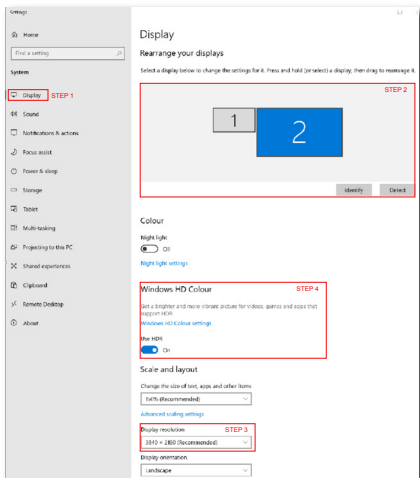 Settings
Home
Find a setting
System
Display STEP 1
Sound
Notifications & actions
Focus assist
Power & sleep
Storage
Tablet
Multi-tasking
Projecting to this PC
Shared experiences
Clipboard
Remote Desktop
About
Display
Rearrange your displays
Select a display below to change the settings for it. Press and hold (or select) a display, then drag to rearrange it.
STEP 2
1
2
Identify Detect
Colour
Night light
Off
Night light settings
Windows HD Colour STEP 4
Get a brighter and more vibrant picture for videos, games and apps that
support HDR.
Windows HD Colour settings
Use HDR
On
Scale and layout
Change the size of text, apps and other items
(Recommended)
Advanced scaling settings
Display resolution STEP 3
3840 × 2160 (Recommended)
Display orientation
Landscape